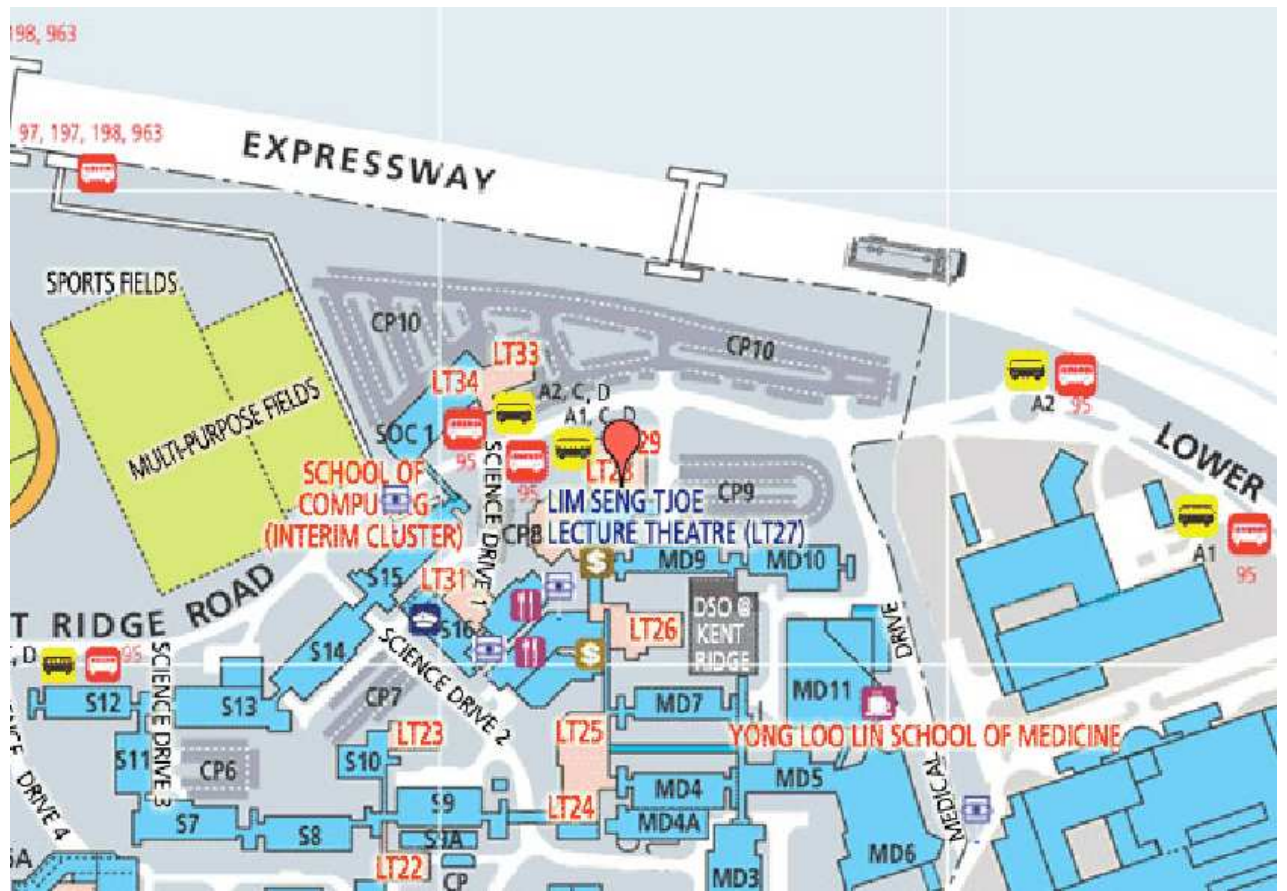 198, 963
97, 197, 198, 963
EXPRESSWAY
SPORTS FIELDS
CP10
CP10
LT33
LT34
A2, C, D
A2
95
MULTI-PURPOSE FIELDS
SOC 1
A1, C, D
29
LOWER
95
SCIENCE DRIVE 1
SCHOOL OF
COMPUTING
(INTERIM CLUSTER)
95
CP9
LIM SENG TJOE
LECTURE THEATRE (LT27)
CP8
A1
95
MD9
MD10
S15
LT31
T RIDGE ROAD
DSO @
KENT
RIDGE
S16
LT26
DRIVE
S14
SCIENCE DRIVE 2
, D
95
S12
SCIENCE DRIVE 3
S13
CP7
MD11
MD7
LT23
LT25
YONG LOO LIN SCHOOL OF MEDICINE
S11
CP6
S10
MD5
MD4
MEDICAL
DRIVE 4
S7
S8
S9
LT24
MD4A
S9A
LT22
CP
MD3
MD6